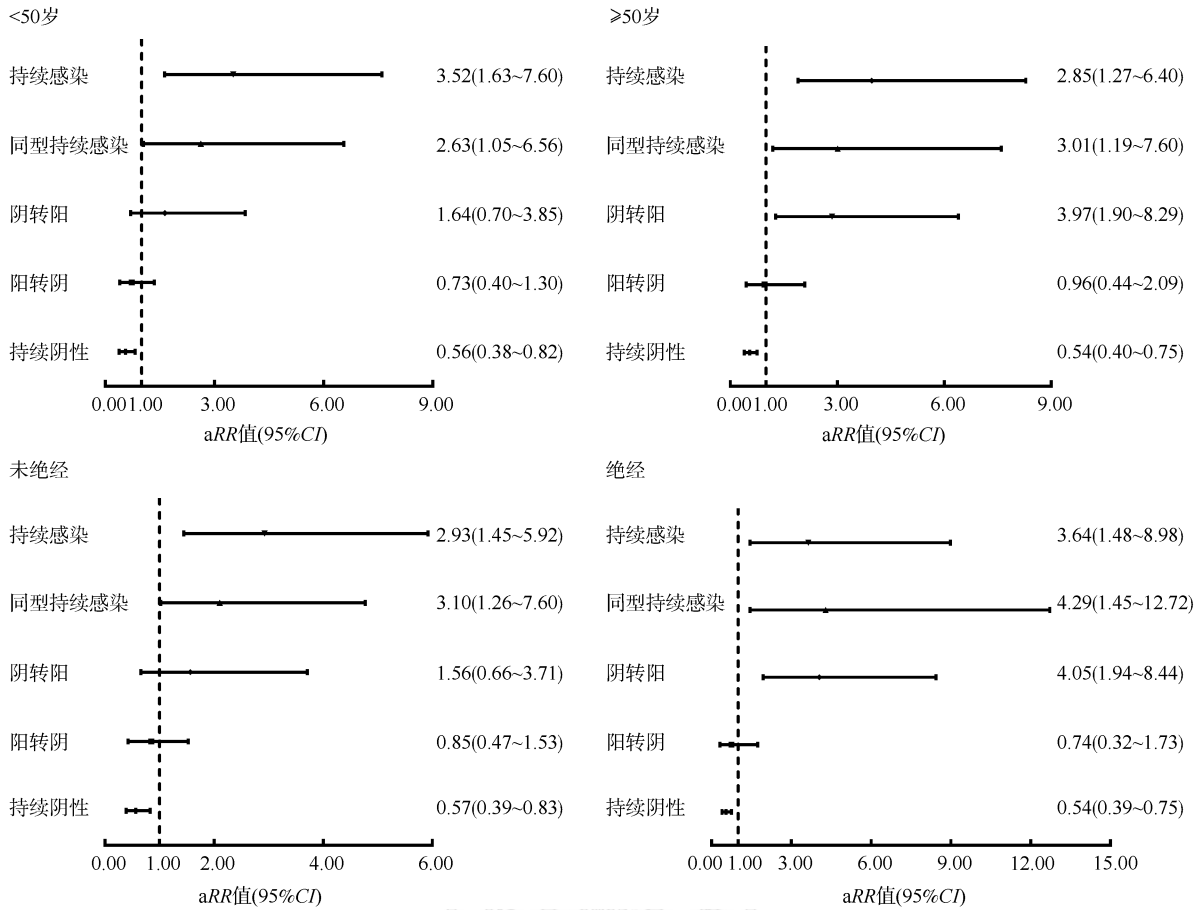 <50岁
持续感染 3.52(1.63~7.60)
同型持续感染 2.63(1.05~6.56)
阴转阳 1.64(0.70~3.85)
阳转阴 0.73(0.40~1.30)
持续阴性 0.56(0.38~0.82)
0.00 1.00 3.00 6.00 9.00
aRR值(95%CI)
⩾50岁
持续感染 2.85(1.27~6.40)
同型持续感染 3.01(1.19~7.60)
阴转阳 3.97(1.90~8.29)
阳转阴 0.96(0.44~2.09)
持续阴性 0.54(0.40~0.75)
0.00 1.00 3.00 6.00 9.00
aRR值(95%CI)
未绝经
持续感染 2.93(1.45~5.92)
同型持续感染 3.10(1.26~7.60)
阴转阳 1.56(0.66~3.71)
阳转阴 0.85(0.47~1.53)
持续阴性 0.57(0.39~0.83)
0.00 1.00 2.00 4.00 6.00
aRR值(95%CI)
绝经
持续感染 3.64(1.48~8.98)
同型持续感染 4.29(1.45~12.72)
阴转阳 4.05(1.94~8.44)
阳转阴 0.74(0.32~1.73)
持续阴性 0.54(0.39~0.75)
0.00 1.00 3.00 6.00 9.00 12.00 15.00
aRR值(95%CI)